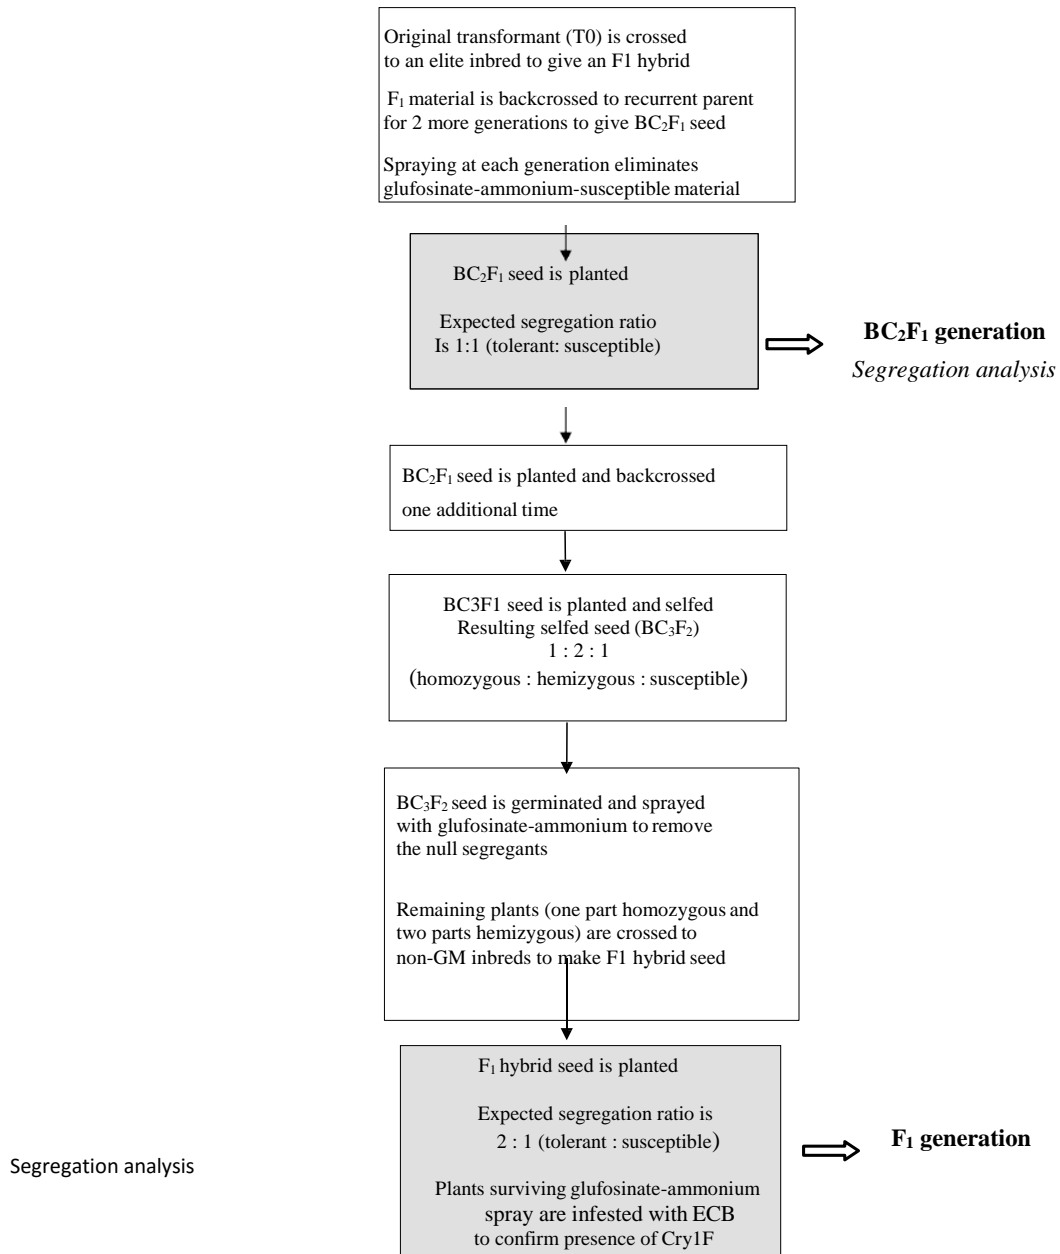 Original transformant (T0) is crossed
to an elite inbred to give an F1 hybrid
F₁ material is backcrossed to recurrent parent
for 2 more generations to give BC₂F₁ seed
Spraying at each generation eliminates
glufosinate-ammonium-susceptible material
BC₂F₁ seed is planted
Expected segregation ratio
Is 1:1 (tolerant: susceptible)
BC₂F₁ generation
Segregation analysis
BC₂F₁ seed is planted and backcrossed
one additional time
BC3F1 seed is planted and selfed
Resulting selfed seed (BC₃F₂)
1 : 2 : 1
(homozygous : hemizygous : susceptible)
BC₃F₂ seed is germinated and sprayed
with glufosinate-ammonium to remove
the null segregants
Remaining plants (one part homozygous and
two parts hemizygous) are crossed to
non-GM inbreds to make F1 hybrid seed
F₁ hybrid seed is planted
Expected segregation ratio is
2 : 1 (tolerant : susceptible)
F₁ generation
Segregation analysis
Plants surviving glufosinate-ammonium
spray are infested with ECB
to confirm presence of Cry1F